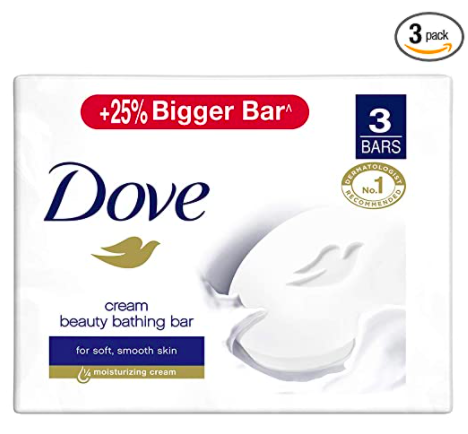 3 pack
+25% Bigger Bar^
3
BARS
DERMATOLOGIST
No.1
RECOMMENDED
Dove
cream
beauty bathing bar
for soft, smooth skin
¼ moisturizing cream